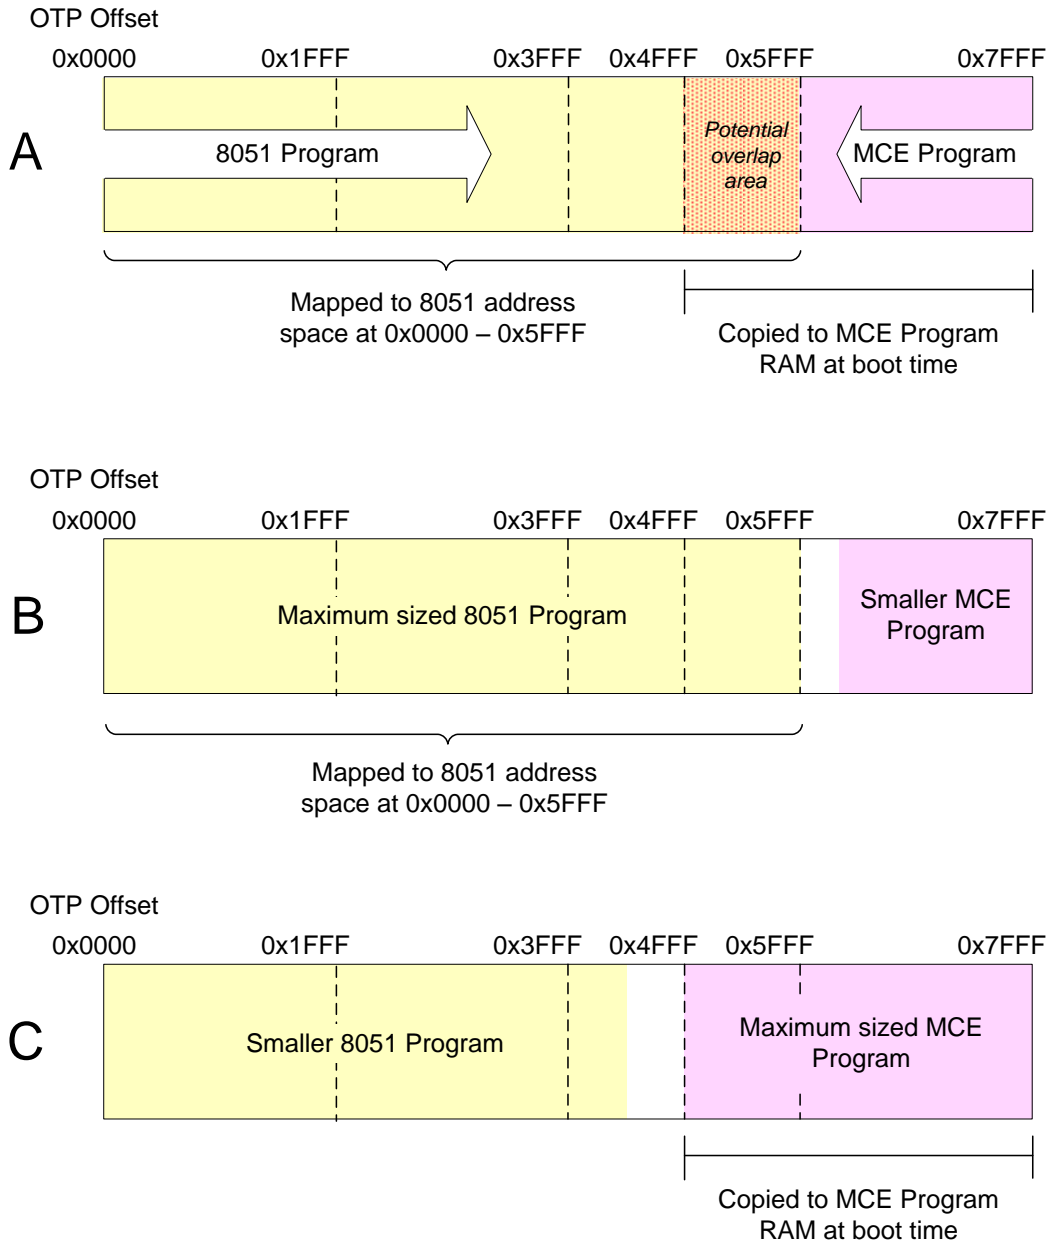 OTP Offset
0x0000 0x1FFF 0x3FFF 0x4FFF 0x5FFF 0x7FFF
A
8051 Program
Potential
overlap
area
MCE Program
Mapped to 8051 address
space at 0x0000 – 0x5FFF
Copied to MCE Program
RAM at boot time
OTP Offset
0x0000 0x1FFF 0x3FFF 0x4FFF 0x5FFF 0x7FFF
B
Maximum sized 8051 Program
Smaller MCE
Program
Mapped to 8051 address
space at 0x0000 – 0x5FFF
OTP Offset
0x0000 0x1FFF 0x3FFF 0x4FFF 0x5FFF 0x7FFF
C
Smaller 8051 Program
Maximum sized MCE
Program
Copied to MCE Program
RAM at boot time